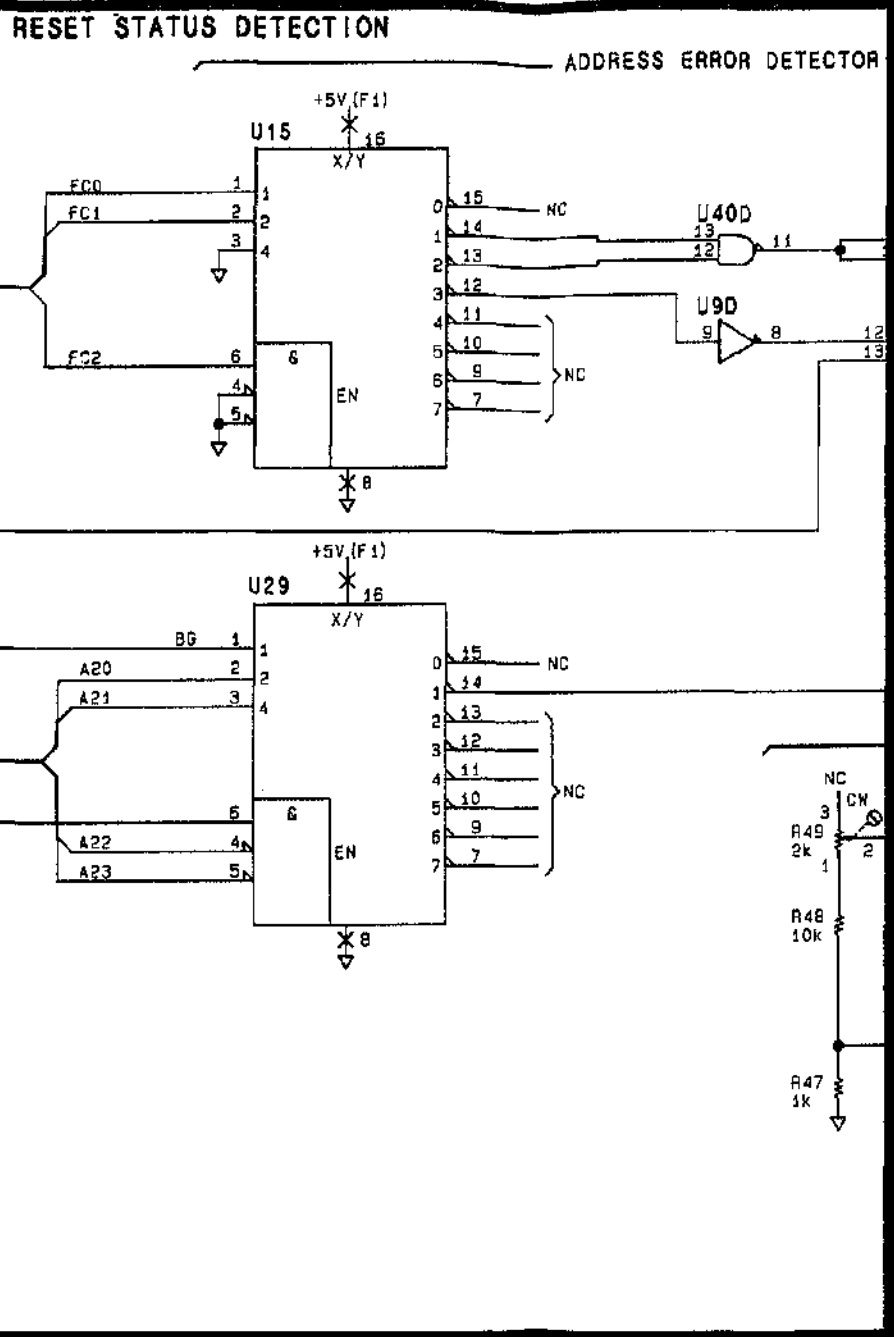 RESET STATUS DETECTION
ADDRESS ERROR DETECTOR
+5V (F1)
U15
16
X/Y
FC0 1 1
FC1 2 2
3 4
0 15 NC
1 14
2 13
3 12
4 11
5 10
6 9
7 7
NC
U40D
13
12
11
U9D
9 8
12
13
FC2 6
4
5
&
EN
8
+5V (F1)
U29
16
X/Y
BG 1 1
A20 2 2
A21 3 4
0 15 NC
1 14
2 13
3 12
4 11
5 10
6 9
7 7
NC
6
A22 4
A23 5
&
EN
8
NC
CW
3
R49
2k
2
1
R48
10k
R47
1k